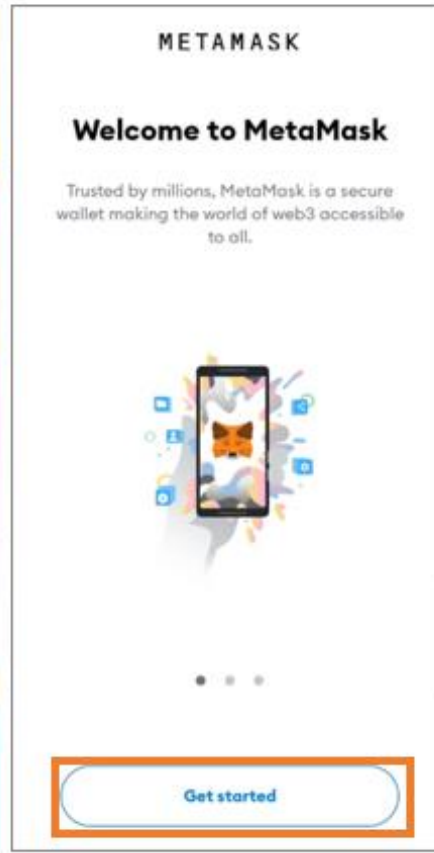 METAMASK
Welcome to MetaMask
Trusted by millions, MetaMask is a secure
wallet making the world of web3 accessible
to all.
Get started